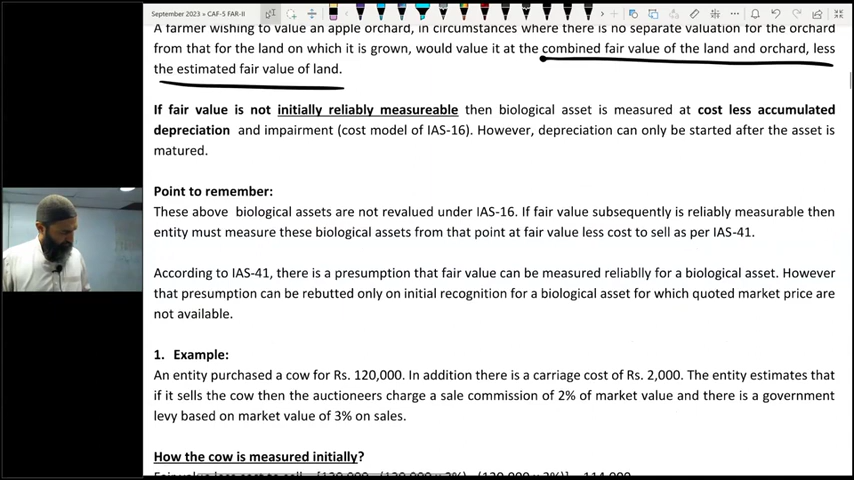 September 2023 » CAF-5 FAR-II
A farmer wishing to value an apple orchard, in circumstances where there is no separate valuation for the orchard
from that for the land on which it is grown, would value it at the combined fair value of the land and orchard, less
the estimated fair value of land.
If fair value is not initially reliably measureable then biological asset is measured at cost less accumulated
depreciation and impairment (cost model of IAS-16). However, depreciation can only be started after the asset is
matured.
Point to remember:
These above biological assets are not revalued under IAS-16. If fair value subsequently is reliably measurable then
entity must measure these biological assets from that point at fair value less cost to sell as per IAS-41.
According to IAS-41, there is a presumption that fair value can be measured reliablly for a biological asset. However
that presumption can be rebutted only on initial recognition for a biological asset for which quoted market price are
not available.
1. Example:
An entity purchased a cow for Rs. 120,000. In addition there is a carriage cost of Rs. 2,000. The entity estimates that
if it sells the cow then the auctioneers charge a sale commission of 2% of market value and there is a government
levy based on market value of 3% on sales.
How the cow is measured initially?